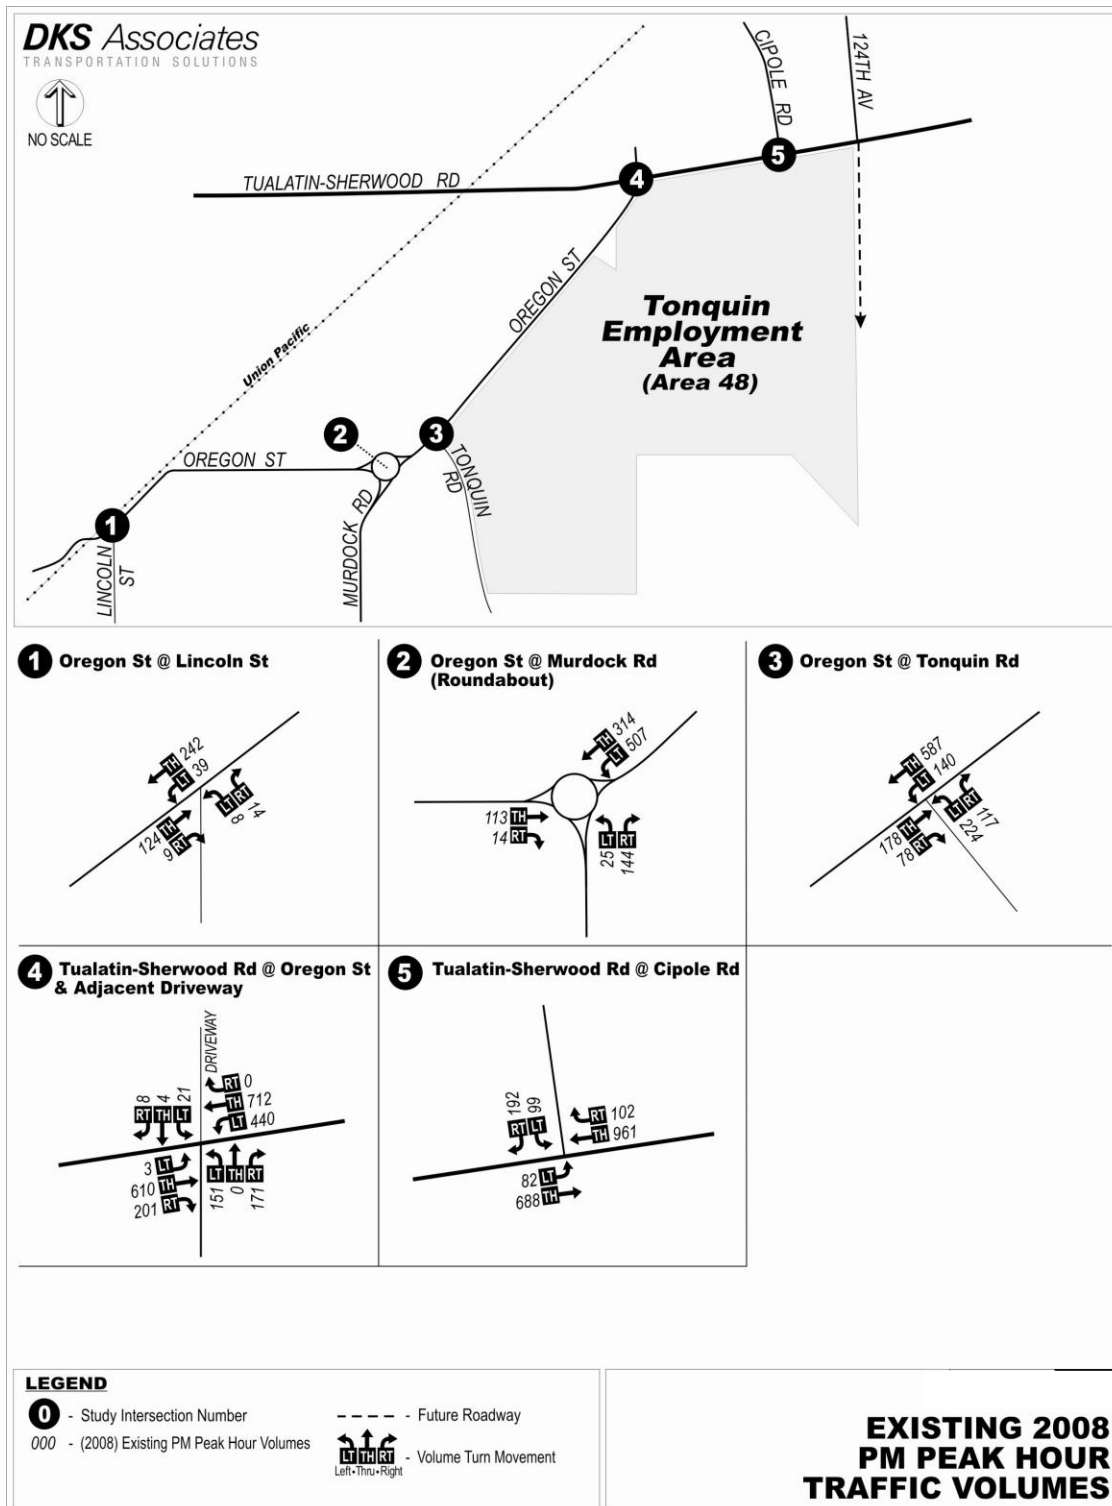 DKS Associates
TRANSPORTATION SOLUTIONS
NO SCALE
CIPOLE RD
124TH AV
TUALATIN-SHERWOOD RD
5
4
OREGON ST
Tonquin
Employment
Area
(Area 48)
Union Pacific
2
3
OREGON ST
TONQUIN
RD
MURDOCK RD
1
LINCOLN
ST
1 Oregon St @ Lincoln St
TH 242
LT 39
124 TH
9 RT
LT 8
RT 14
2 Oregon St @ Murdock Rd
(Roundabout)
TH 314
LT 507
113 TH
14 RT
LT RT
25 144
3 Oregon St @ Tonquin Rd
TH 587
LT 140
178 TH
78 RT
LT 224
RT 117
4 Tualatin-Sherwood Rd @ Oregon St
& Adjacent Driveway
DRIVEWAY
8 4 21
RT TH LT
RT 0
TH 712
LT 440
3 LT
610 TH
201 RT
LT TH RT
151 0 171
5 Tualatin-Sherwood Rd @ Cipole Rd
192 99
RT LT
RT 102
TH 961
82 LT
688 TH
LEGEND
0 - Study Intersection Number
000 - (2008) Existing PM Peak Hour Volumes
- Future Roadway
LT TH RT - Volume Turn Movement
Left•Thru•Right
EXISTING 2008
PM PEAK HOUR
TRAFFIC VOLUMES